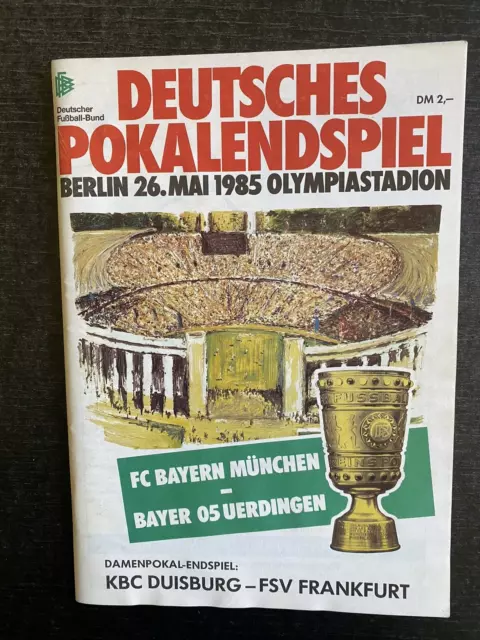 Deutscher
Fußball-Bund
DEUTSCHES
DM 2,–
POKALENDSPIEL
BERLIN 26. MAI 1985 OLYMPIASTADION
FC BAYERN MÜNCHEN
–
BAYER 05 UERDINGEN
DAMENPOKAL-ENDSPIEL:
KBC DUISBURG – FSV FRANKFURT